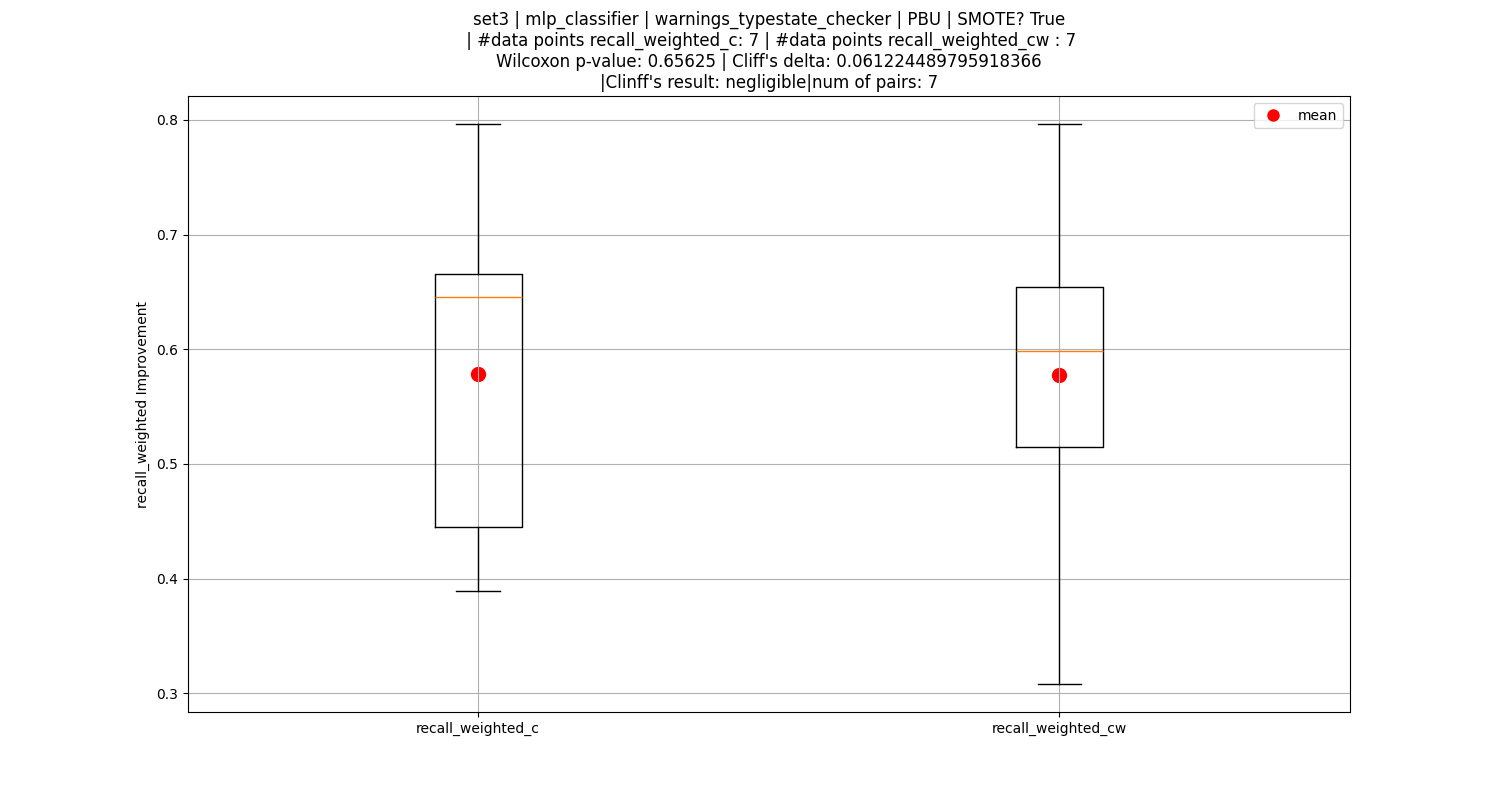 set3 | mlp_classifier | warnings_typestate_checker | PBU | SMOTE? True
| #data points recall_weighted_c: 7 | #data points recall_weighted_cw : 7
Wilcoxon p-value: 0.65625 | Cliff's delta: 0.061224489795918366
|Clinff's result: negligible|num of pairs: 7
mean
0.8
0.7
0.6
0.5
0.4
0.3
recall_weighted Improvement
recall_weighted_c
recall_weighted_cw